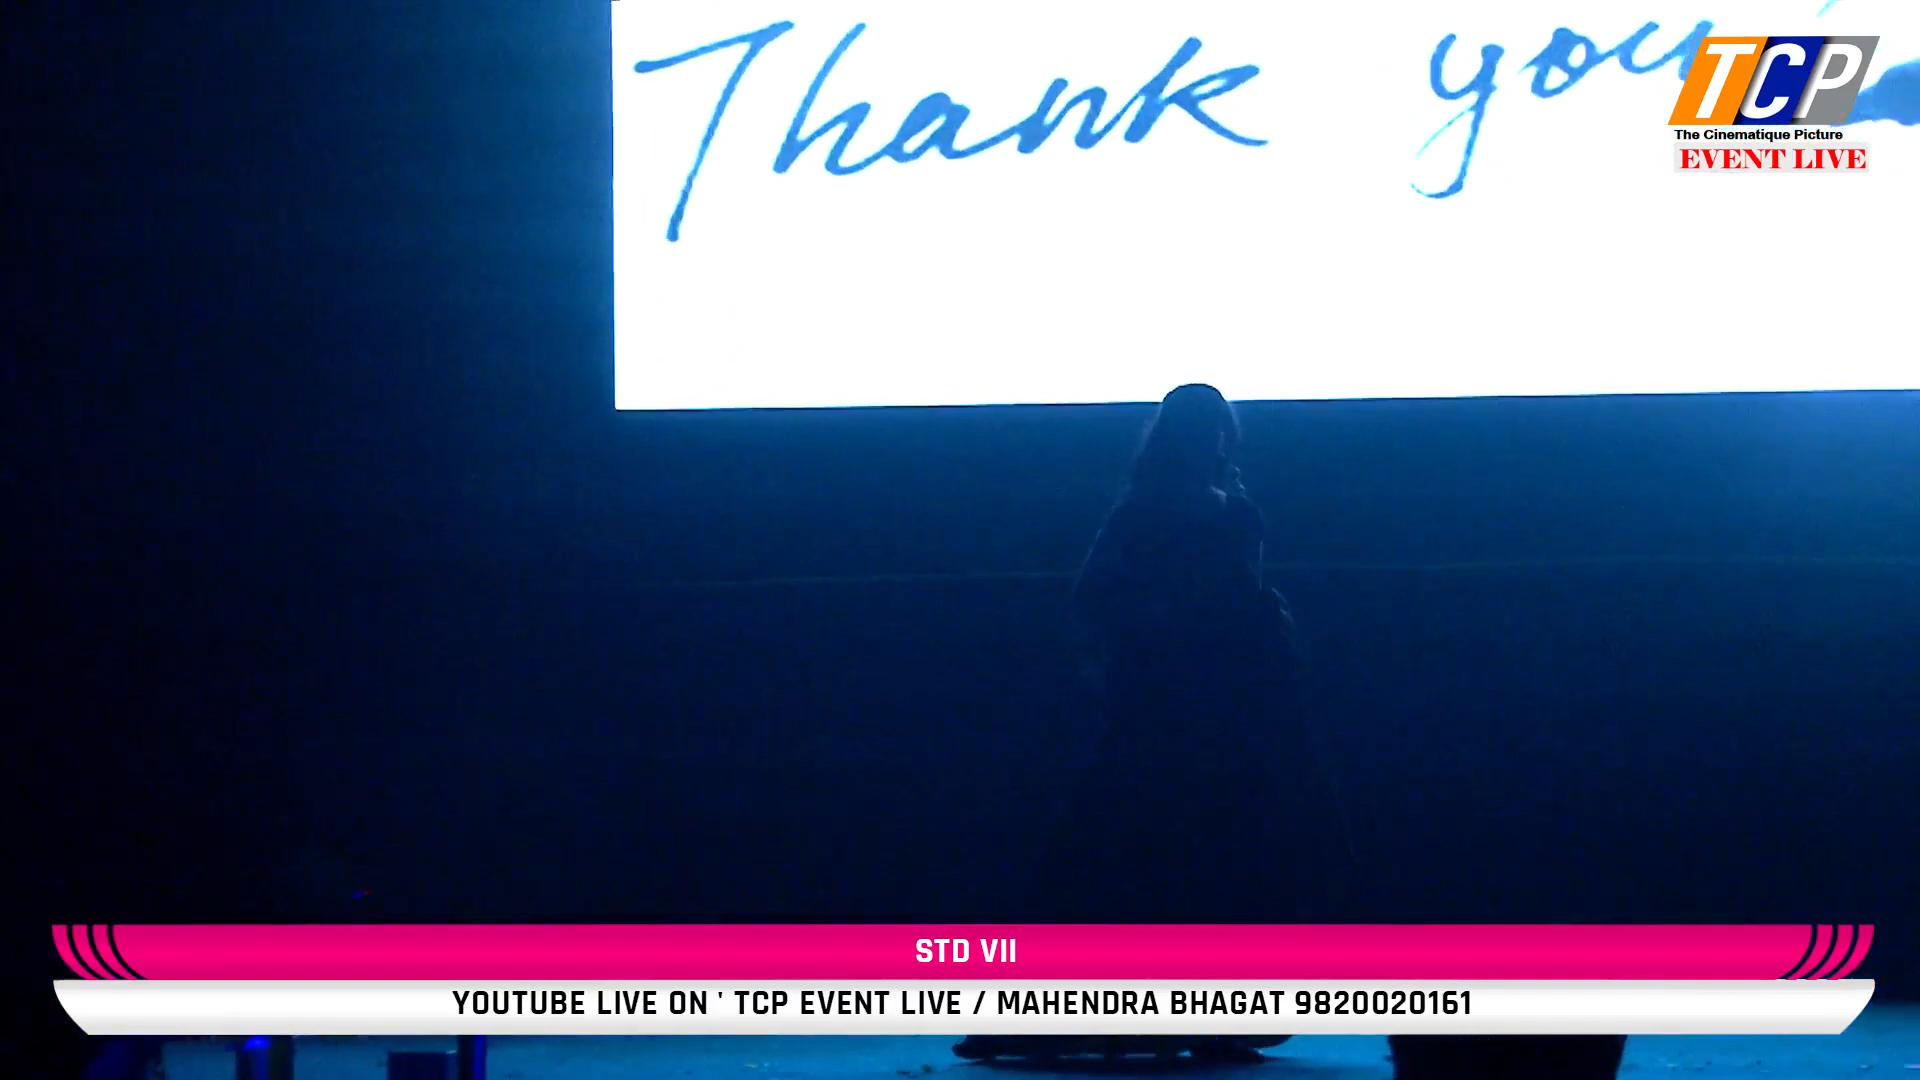 Thank you
TCP
The Cinematique Picture
EVENT LIVE
STD VII
YOUTUBE LIVE ON ' TCP EVENT LIVE / MAHENDRA BHAGAT 9820020161